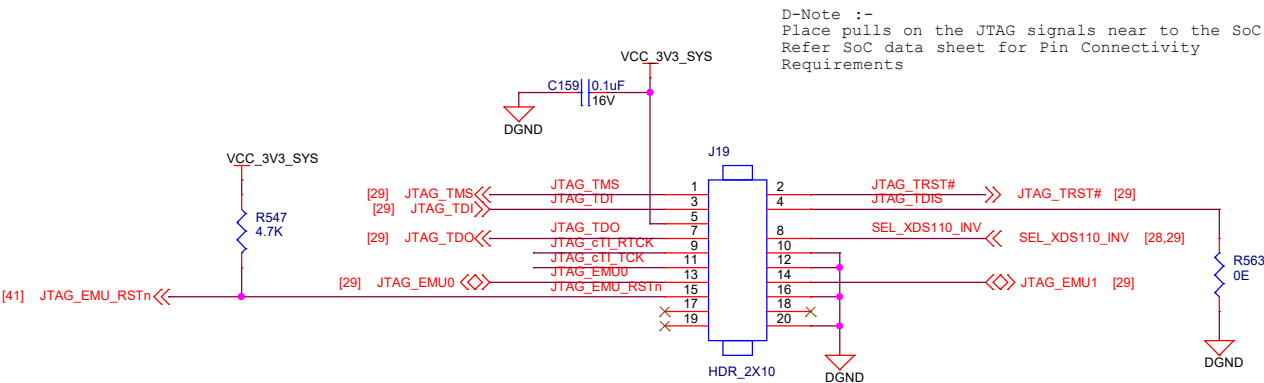 D-Note :-
Place pulls on the JTAG signals near to the SoC
Refer SoC data sheet for Pin Connectivity
Requirements
VCC_3V3_SYS
C159 0.1uF
16V
DGND
VCC_3V3_SYS
R547
4.7K
J19
[29] JTAG_TMS JTAG_TMS 1 2 JTAG_TRST# JTAG_TRST# [29]
[29] JTAG_TDI JTAG_TDI 3 4 JTAG_TDIS
5
[29] JTAG_TDO JTAG_TDO 7 8 SEL_XDS110_INV SEL_XDS110_INV [28,29]
JTAG_cTI_RTCK 9 10
JTAG_cTI_TCK 11 12
[29] JTAG_EMU0 JTAG_EMU0 13 14 JTAG_EMU1 [29]
[41] JTAG_EMU_RSTn JTAG_EMU_RSTn 15 16
17 18
19 20
R563
0E
HDR_2X10
DGND
DGND